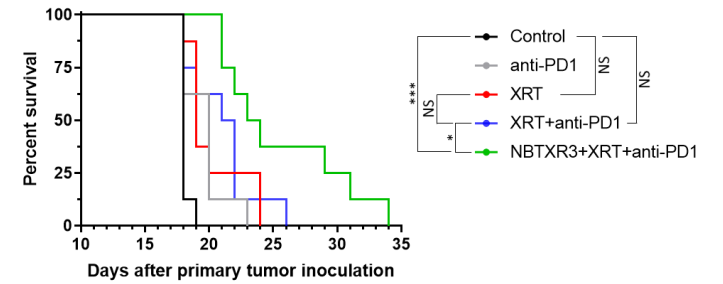 Percent survival
100
75
50
25
0
10 15 20 25 30 35
Days after primary tumor inoculation
Control
anti-PD1
XRT
XRT+anti-PD1
NBTXR3+XRT+anti-PD1
***
NS
*
NS
NS